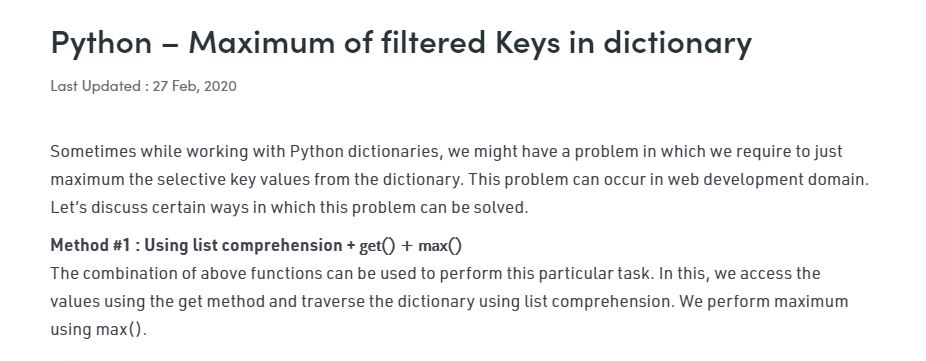 Python – Maximum of filtered Keys in dictionary
Last Updated : 27 Feb, 2020
Sometimes while working with Python dictionaries, we might have a problem in which we require to just
maximum the selective key values from the dictionary. This problem can occur in web development domain.
Let’s discuss certain ways in which this problem can be solved.
Method #1 : Using list comprehension + get() + max()
The combination of above functions can be used to perform this particular task. In this, we access the
values using the get method and traverse the dictionary using list comprehension. We perform maximum
using max().